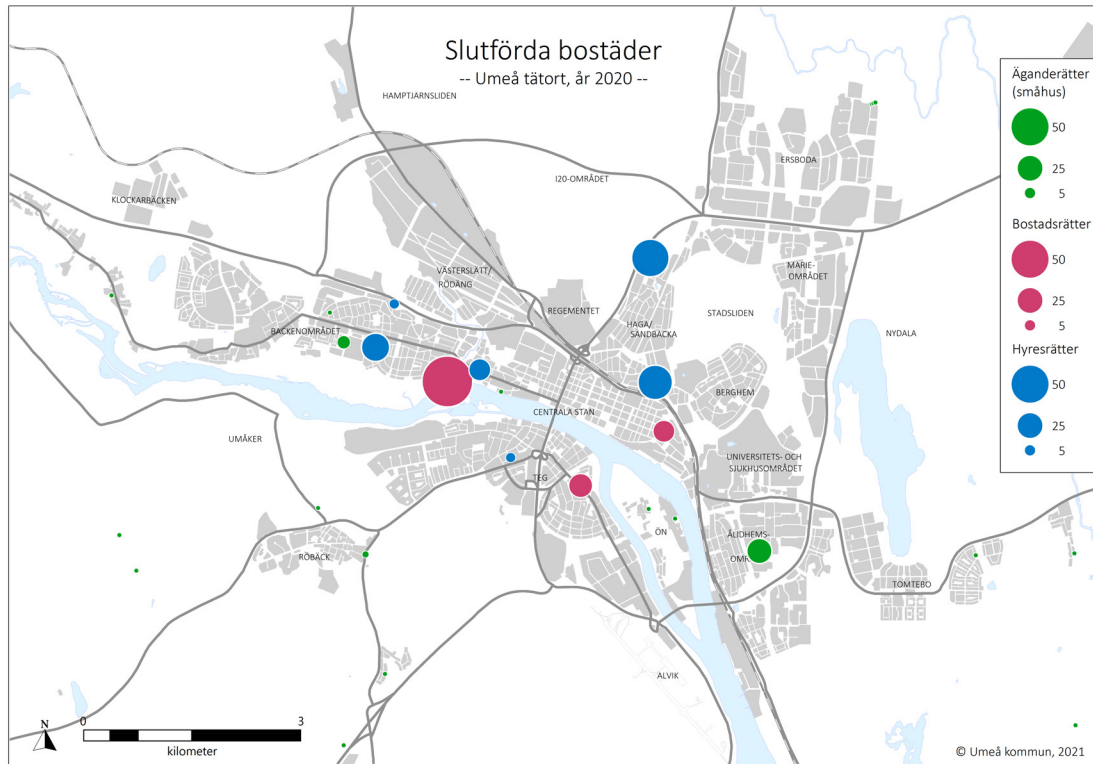 Slutförda bostäder
-- Umeå tätort, år 2020 --
HAMPTJÄRNSLIDEN
ERSBODA
I20-OMRÅDET
KLOCKARBÄCKEN
VÄSTERSLÄTT/
RÖDÄNG
MARIE-
OMRÅDET
REGEMENTET
STADSLIDEN
HAGA/
SANDBACKA
NYDALA
BACKENOMRÅDET
BERGHEM
CENTRALA STAN
UMÅKER
UNIVERSITETS- OCH
SJUKHUSOMRÅDET
TEG
ÖN
ÅLIDHEMS-
OMR
RÖBÄCK
TOMTEBO
ALVIK
Äganderätter
(småhus)
50
25
5
Bostadsrätter
50
25
5
Hyresrätter
50
25
5
N
0 3
kilometer
© Umeå kommun, 2021